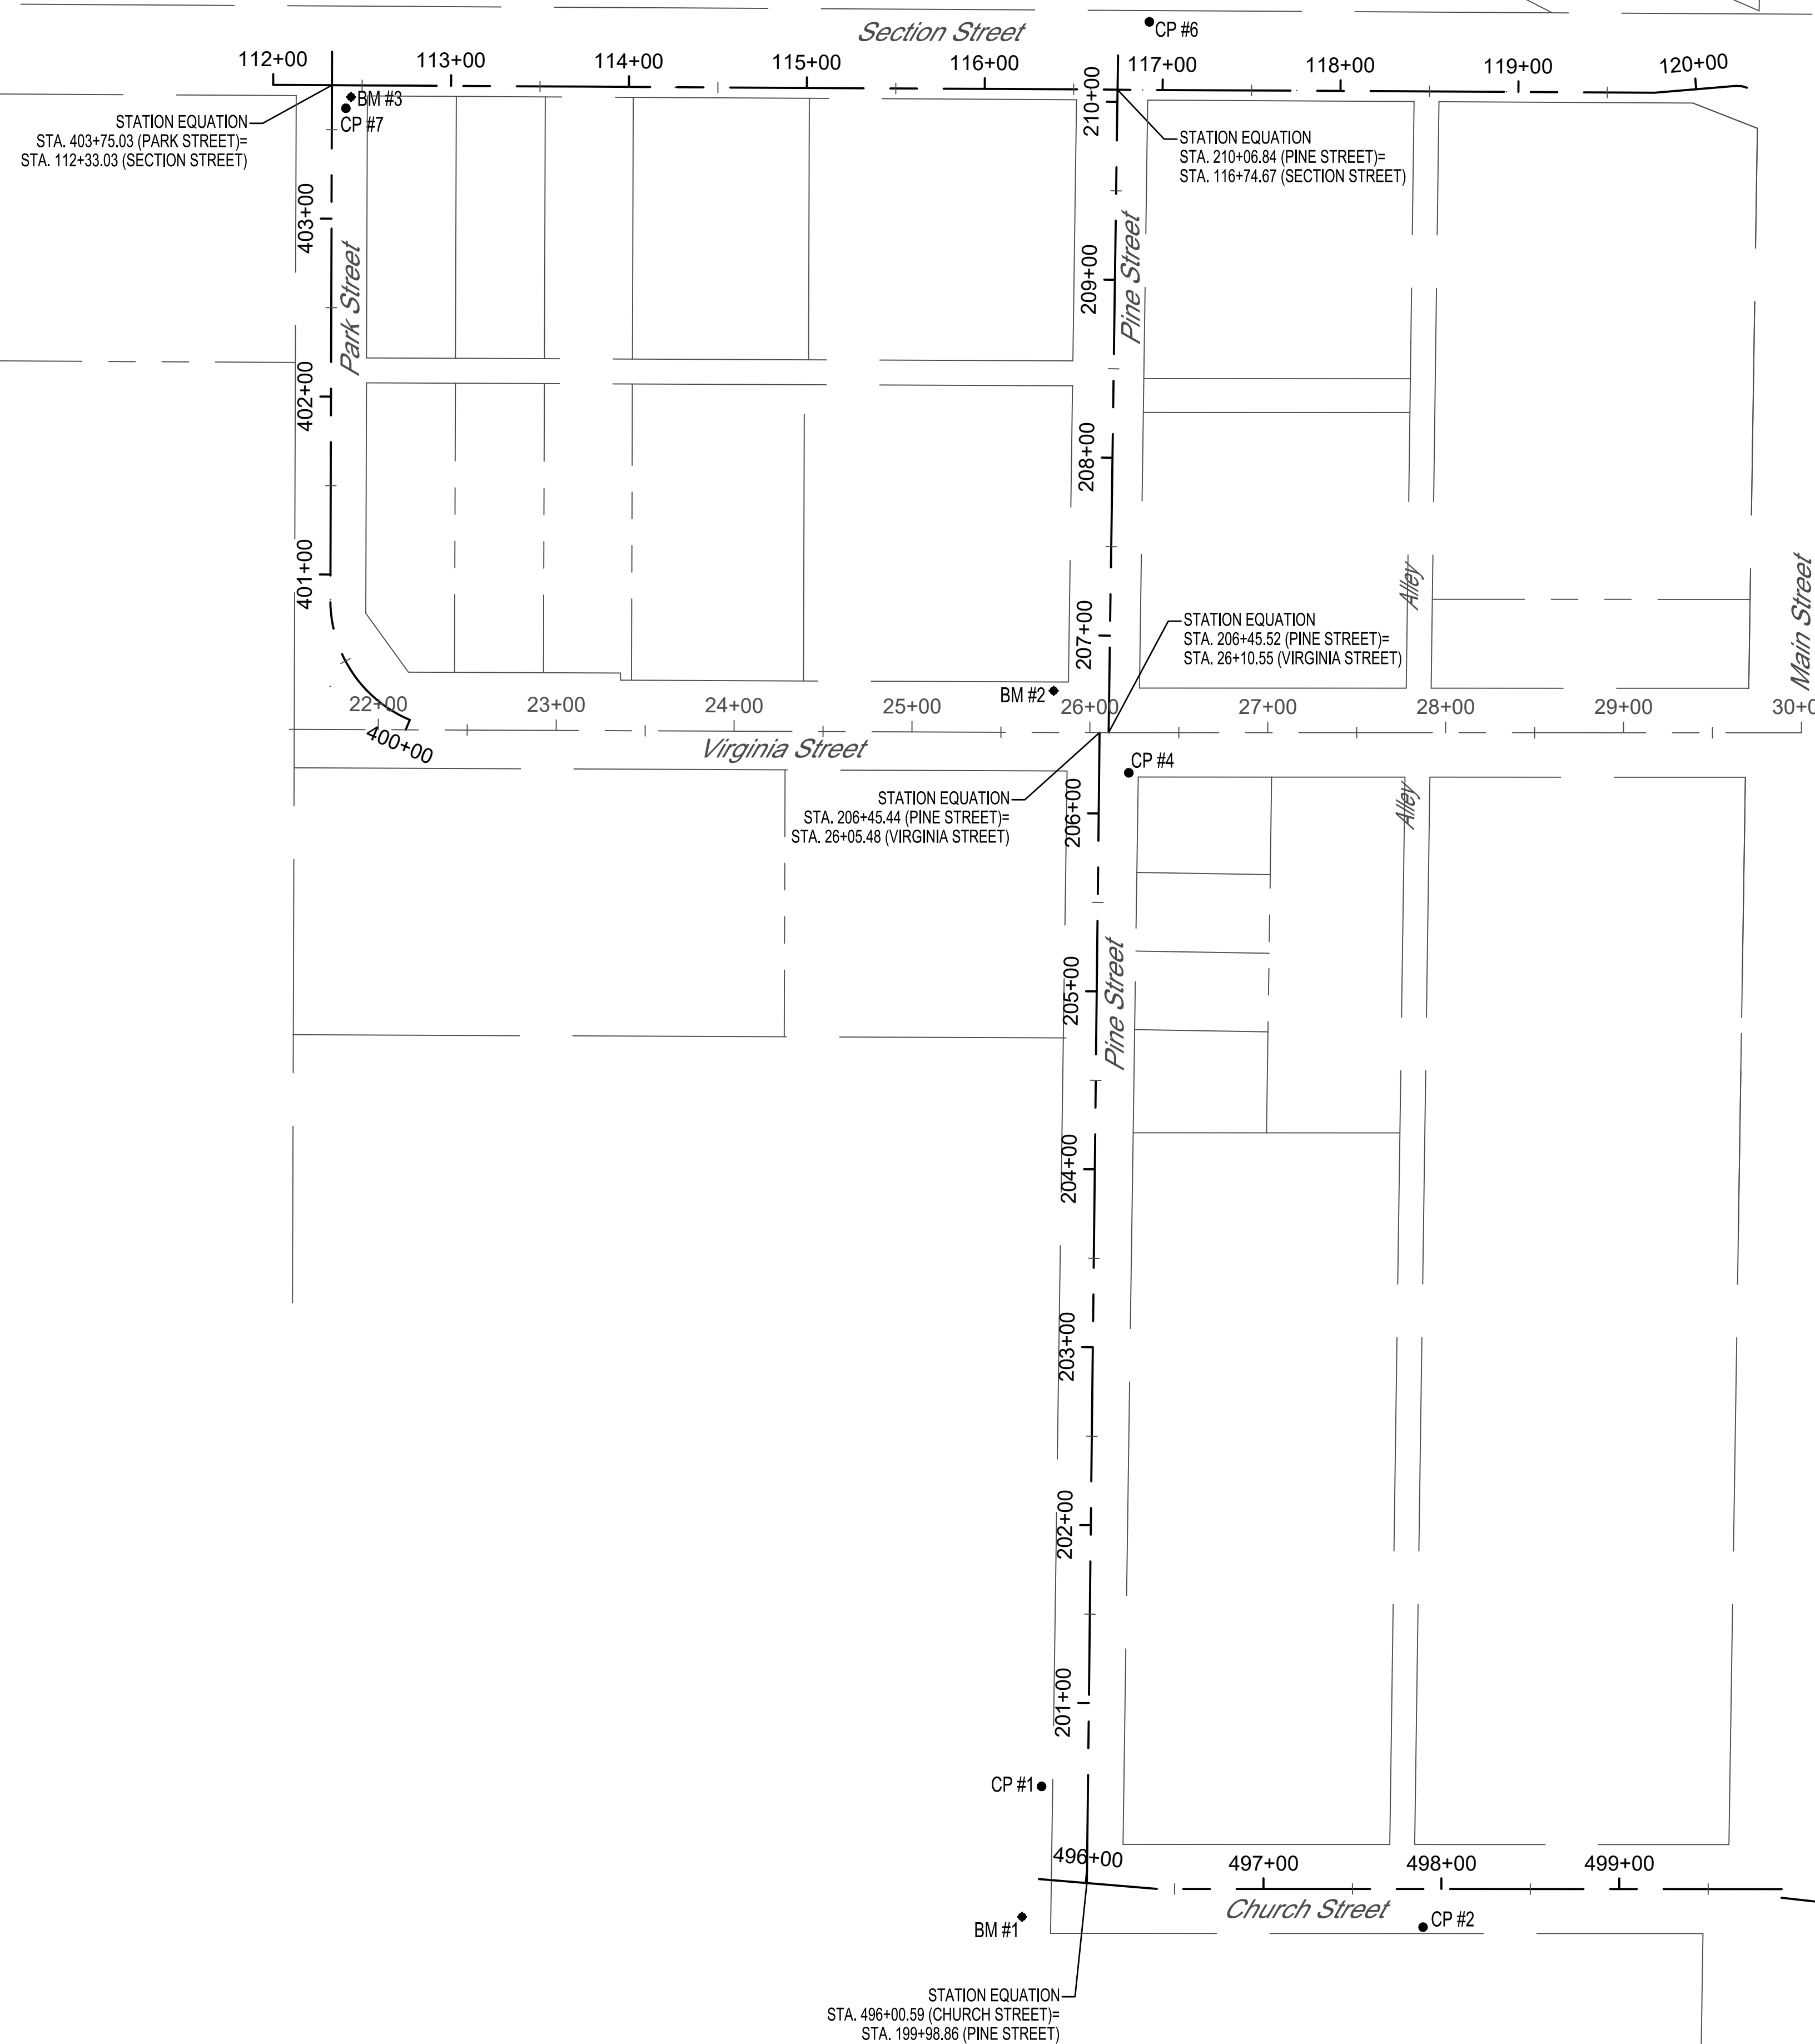 Section Street
CP #6
112+00
113+00
114+00
115+00
116+00
117+00
118+00
119+00
120+00
BM #3
CP #7
STATION EQUATION
STA. 403+75.03 (PARK STREET)=
STA. 112+33.03 (SECTION STREET)
210+00
STATION EQUATION
STA. 210+06.84 (PINE STREET)=
STA. 116+74.67 (SECTION STREET)
403+00
Park Street
209+00
Pine Street
402+00
208+00
401+00
Alley
Main Street
207+00
STATION EQUATION
STA. 206+45.52 (PINE STREET)=
STA. 26+10.55 (VIRGINIA STREET)
BM #2
22+00
23+00
24+00
25+00
26+00
27+00
28+00
29+00
30+0
400+00
Virginia Street
CP #4
STATION EQUATION
STA. 206+45.44 (PINE STREET)=
STA. 26+05.48 (VIRGINIA STREET)
206+00
Alley
205+00
Pine Street
204+00
203+00
202+00
201+00
CP #1
496+00
497+00
498+00
499+00
Church Street
BM #1
CP #2
STATION EQUATION
STA. 496+00.59 (CHURCH STREET)=
STA. 199+98.86 (PINE STREET)